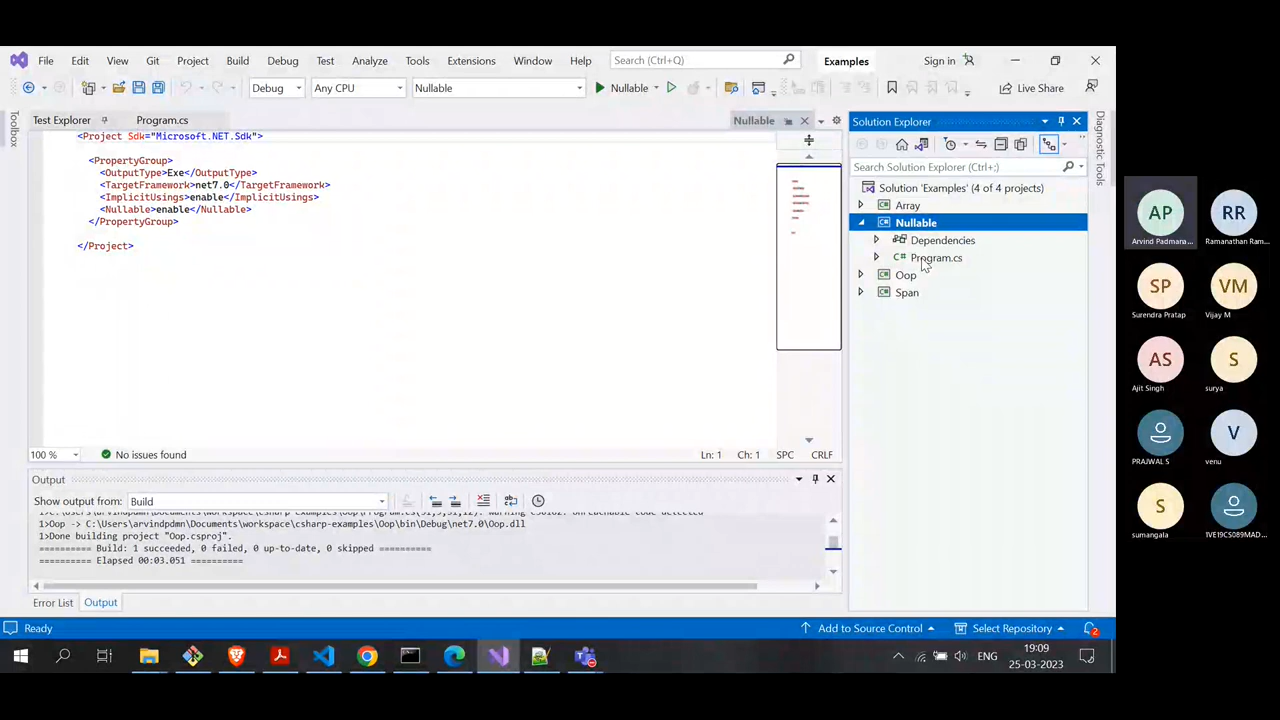 File Edit View Git Project Build Debug Test Analyze Tools Extensions Window Help Search (Ctrl+Q) Examples Sign in
Debug Any CPU Nullable Nullable Live Share
Toolbox
Test Explorer Program.cs Nullable
<Project Sdk="Microsoft.NET.Sdk">
<PropertyGroup>
<OutputType>Exe</OutputType>
<TargetFramework>net7.0</TargetFramework>
<ImplicitUsings>enable</ImplicitUsings>
<Nullable>enable</Nullable>
</PropertyGroup>
</Project>
100 % No issues found Ln: 1 Ch: 1 SPC CRLF
Output
Show output from: Build
1>Oop -> C:\Users\arvindpdmn\Documents\workspace\csharp-examples\Oop\bin\Debug\net7.0\Oop.dll
1>Done building project "Oop.csproj".
========== Build: 1 succeeded, 0 failed, 0 up-to-date, 0 skipped ==========
========== Elapsed 00:03.051 ==========
Error List Output
Solution Explorer
Search Solution Explorer (Ctrl+;)
Solution 'Examples' (4 of 4 projects)
Array
Nullable
Dependencies
Program.cs
Oop
Span
Diagnostic Tools
Ready Add to Source Control Select Repository 2
ENG 19:09
25-03-2023
AP RR
Arvind Padmana... Ramanathan Ram...
SP VM
Surendra Pratap Vijay M
AS S
Ajit Singh surya
V
PRAJWAL S venu
S
sumangala 1VE19CS089MAD...